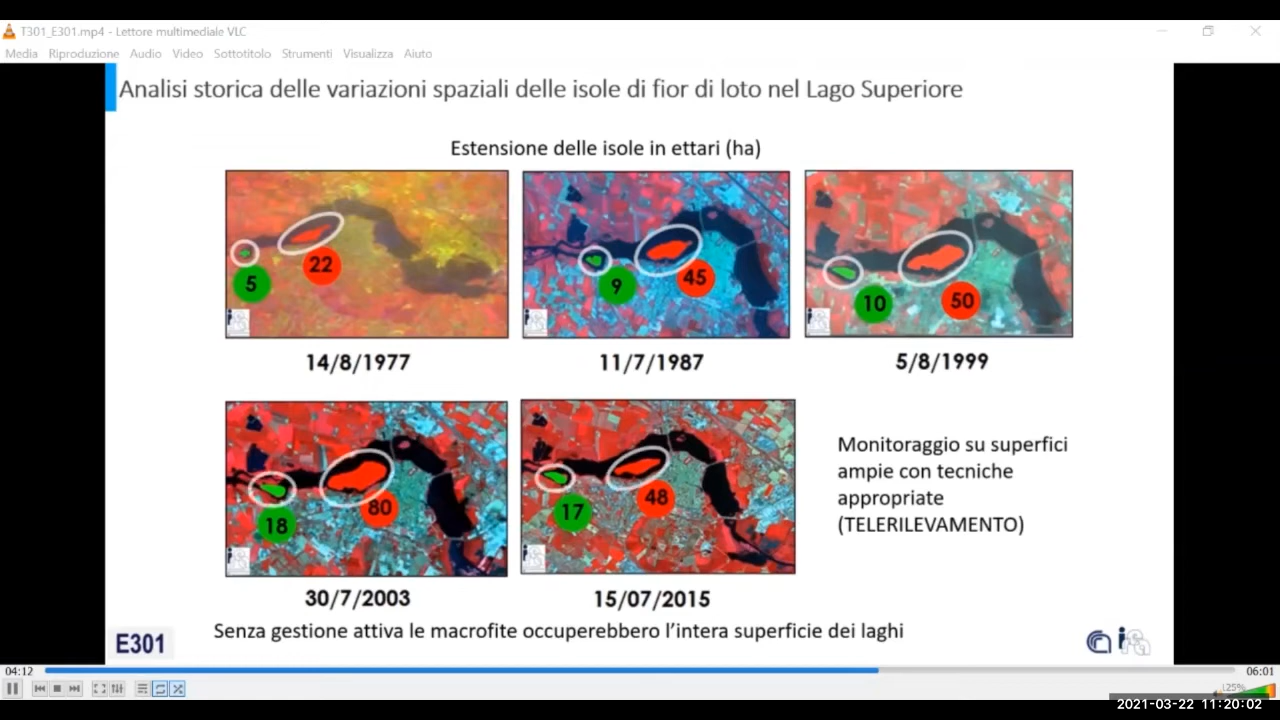 T301_E301.mp4 - Lettore multimediale VLC
Media Riproduzione Audio Video Sottotitolo Strumenti Visualizza Aiuto
Analisi storica delle variazioni spaziali delle isole di fior di loto nel Lago Superiore
Estensione delle isole in ettari (ha)
5 22
9 45
10 50
14/8/1977 11/7/1987 5/8/1999
18 80
17 48
Monitoraggio su superfici
ampie con tecniche
appropriate
(TELERILEVAMENTO)
30/7/2003 15/07/2015
Senza gestione attiva le macrofite occuperebbero l'intera superficie dei laghi
E301
04:12 06:01
125%
2021-03-22 11:20:02